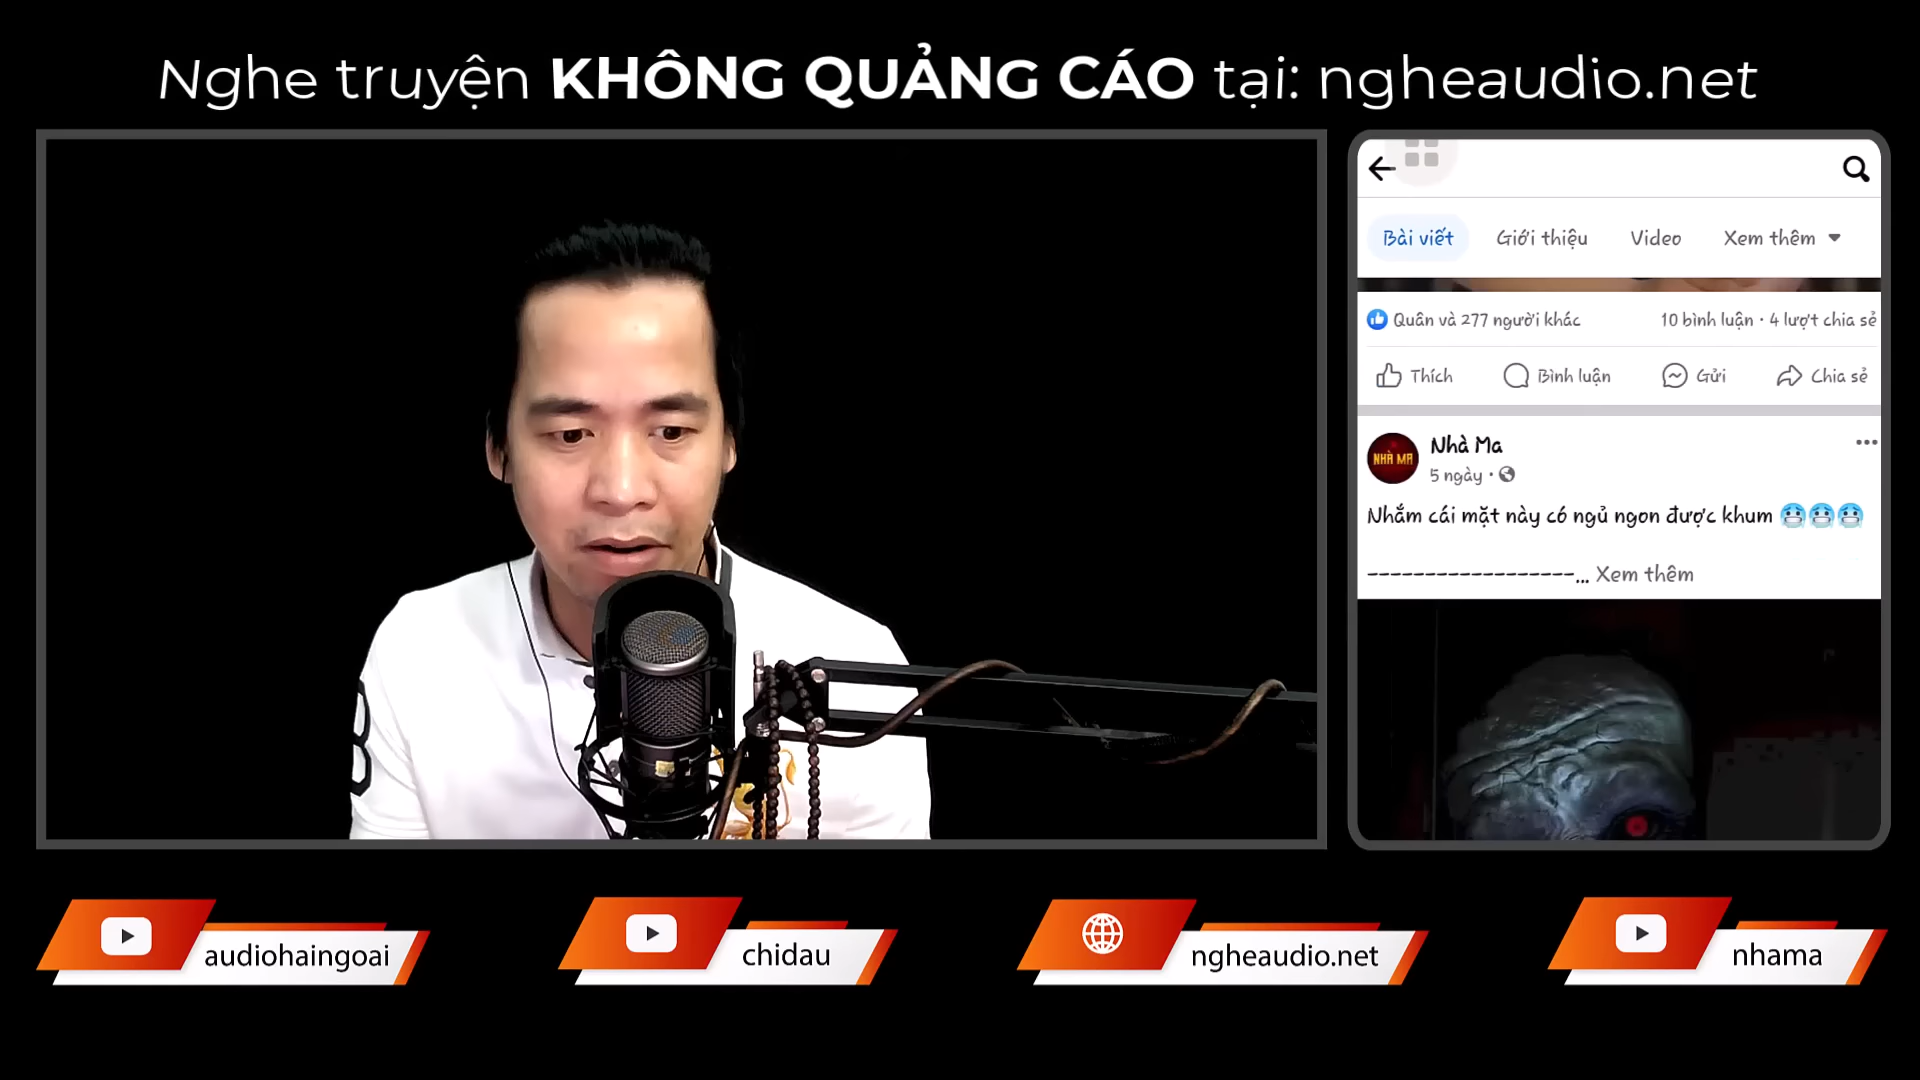 Nghe truyện KHÔNG QUẢNG CÁO tại: ngheaudio.net
Bài viết Giới thiệu Video Xem thêm
Quân và 277 người khác 10 bình luận • 4 lượt chia sẻ
Thích Bình luận Gửi Chia sẻ
NHÀ MA
Nhà Ma
5 ngày •
Nhắm cái mặt này có ngủ ngon được khum 🥶🥶🥶
------------------... Xem thêm
audiohaingoai
chidau
ngheaudio.net
nhama